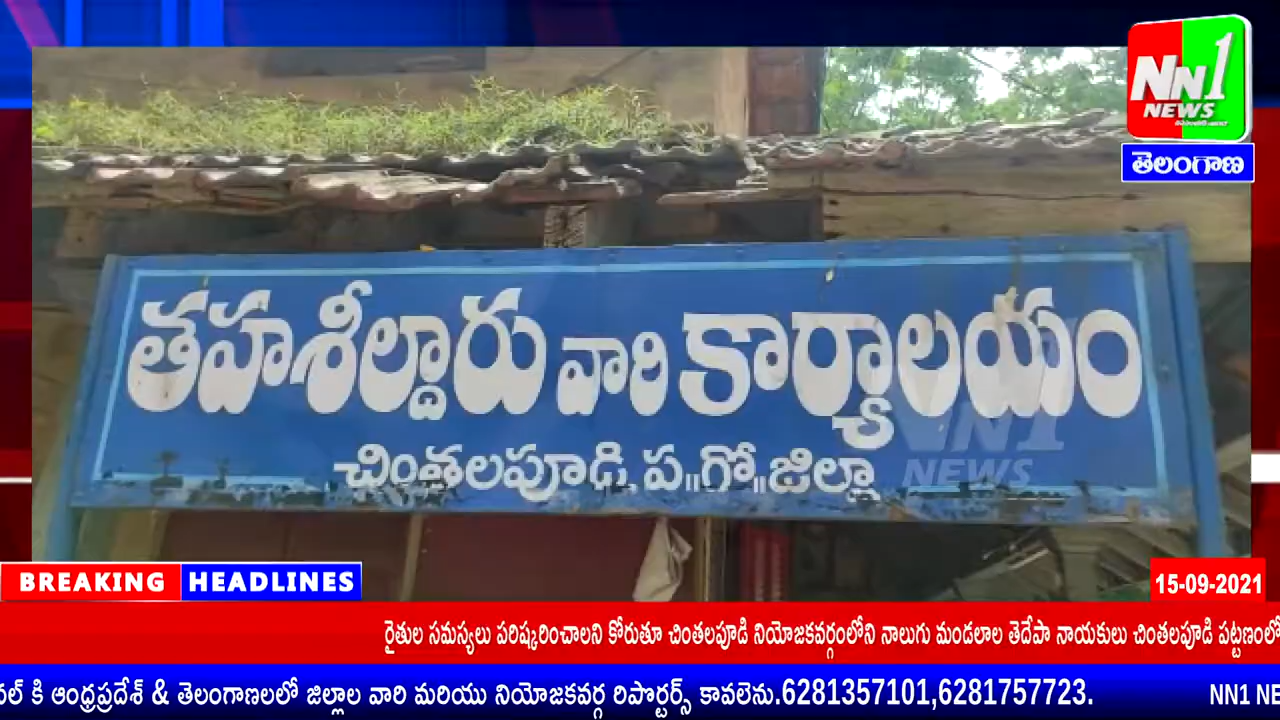 NN1
NEWS
తెలంగాణ
తహశీల్దారు వారి కార్యాలయం
చింతలపూడి, ప॥గో॥జిల్లా
NN1
NEWS
BREAKING HEADLINES
15-09-2021
రైతుల సమస్యలు పరిష్కరించాలని కోరుతూ చింతలపూడి నియోజకవర్గంలోని నాలుగు మండలాల తెదేపా నాయకులు చింతలపూడి పట్టణంలో
నల్ కి ఆంధ్రప్రదేశ్ & తెలంగాణలలో జిల్లాల వారి మరియు నియోజకవర్గ రిపోర్టర్స్ కావలెను.6281357101,6281757723. NN1 NE